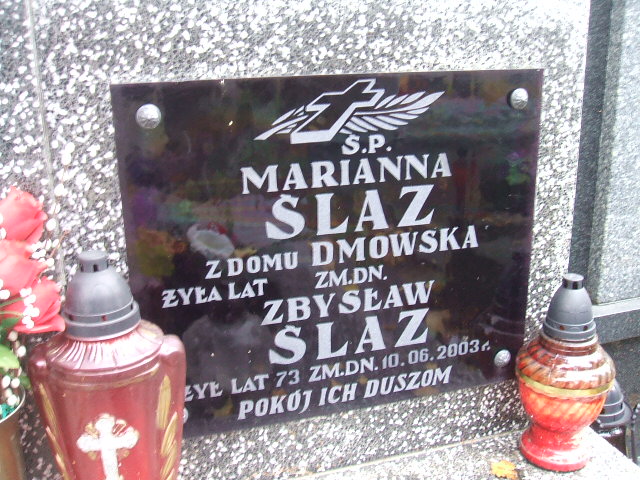 Ś.P.
MARIANNA
ŚLAZ
Z DOMU DMOWSKA
ŻYŁA LAT ZM.DN.
ZBYSŁAW
ŚLAZ
ŻYŁ LAT 73 ZM.DN. 10.06.2003 r.
POKÓJ ICH DUSZOM